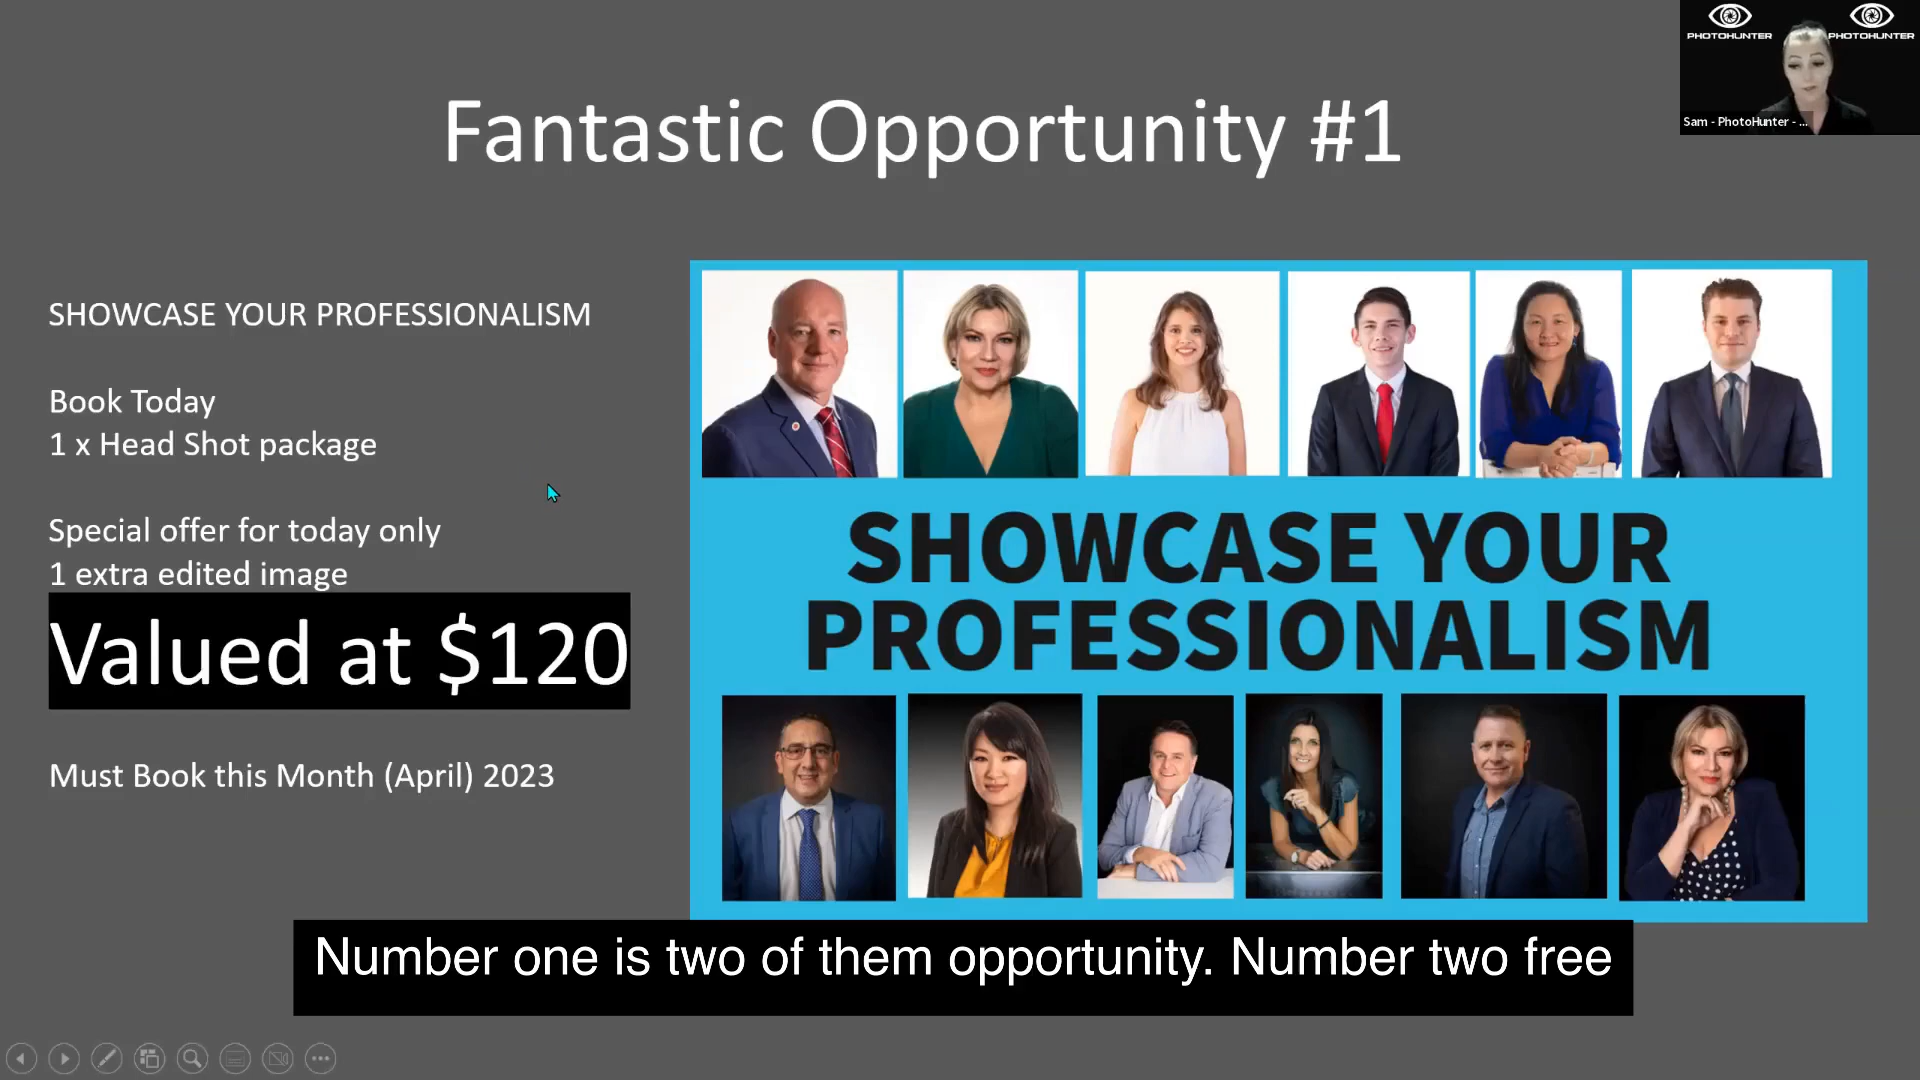 PHOTOHUNTER
PHOTOHUNTER
Sam - PhotoHunter - ...
Fantastic Opportunity #1
SHOWCASE YOUR PROFESSIONALISM
Book Today
1 x Head Shot package
Special offer for today only
1 extra edited image
Valued at $120
Must Book this Month (April) 2023
SHOWCASE YOUR
PROFESSIONALISM
Number one is two of them opportunity. Number two free